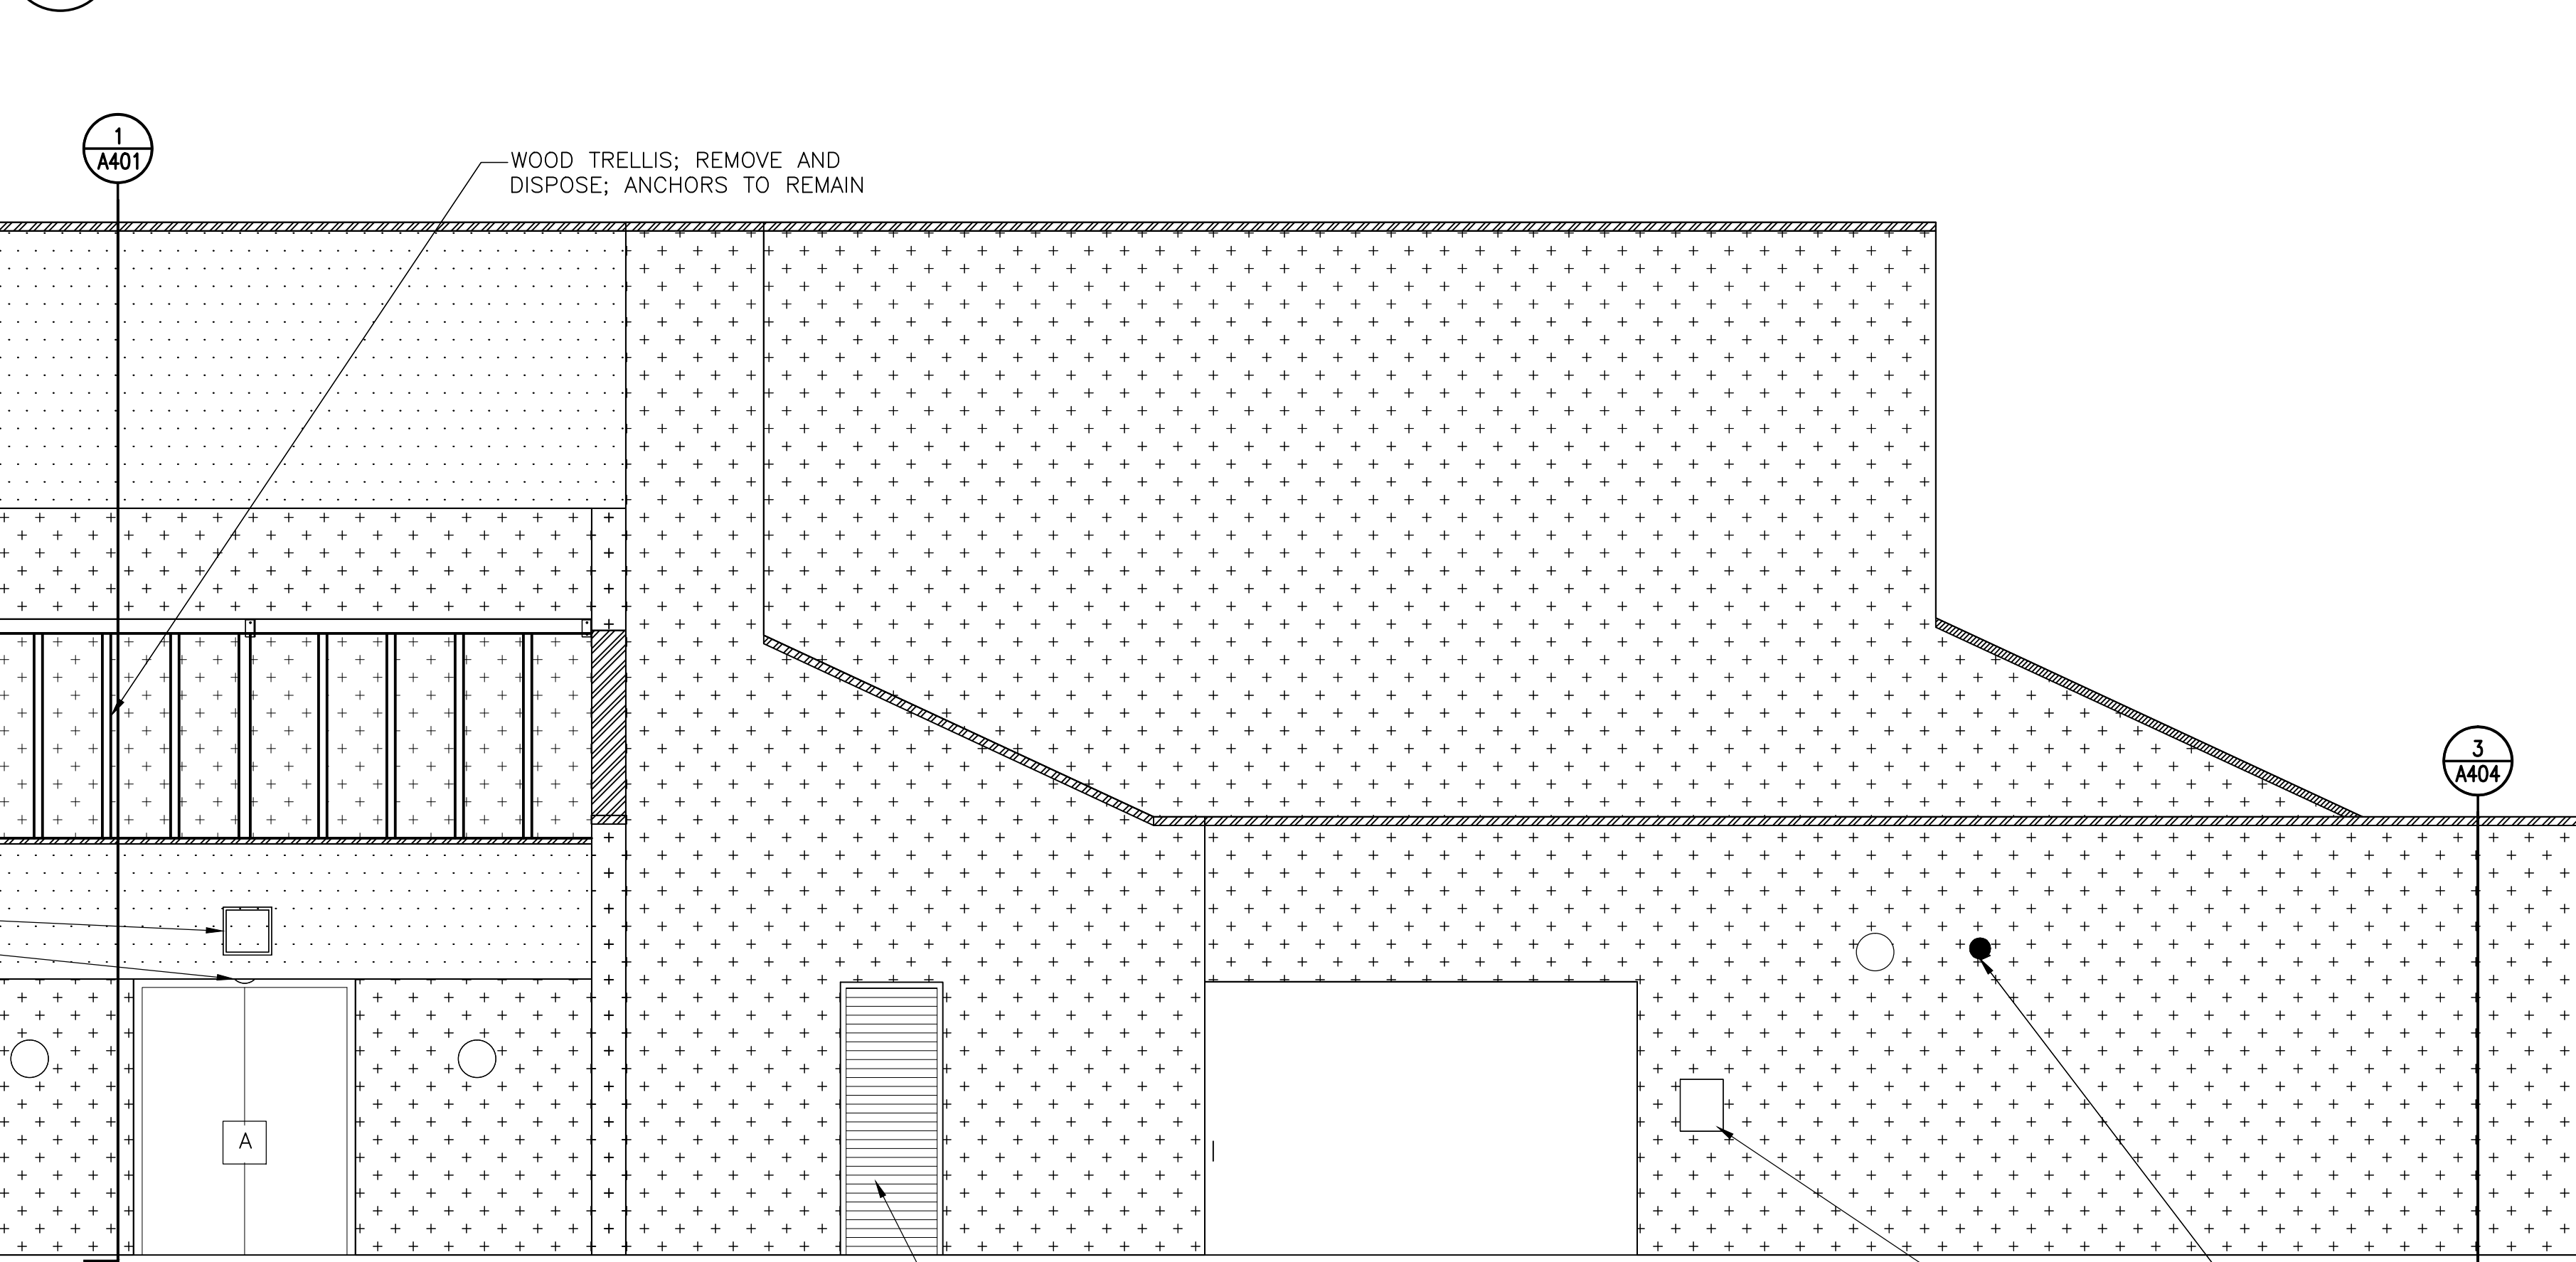 1
A401
WOOD TRELLIS; REMOVE AND
DISPOSE; ANCHORS TO REMAIN
3
A404
A